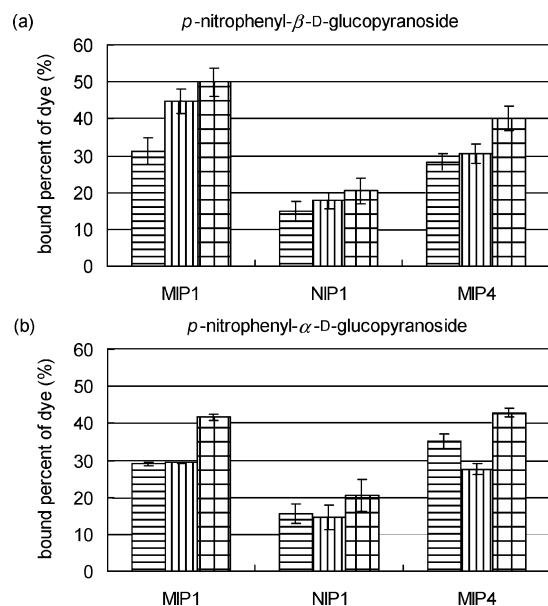 (a)
p-nitrophenyl-β-D-glucopyranoside
bound percent of dye (%)
60
50
40
30
20
10
0
MIP1 NIP1 MIP4
(b)
p-nitrophenyl-α-D-glucopyranoside
bound percent of dye (%)
60
50
40
30
20
10
0
MIP1 NIP1 MIP4